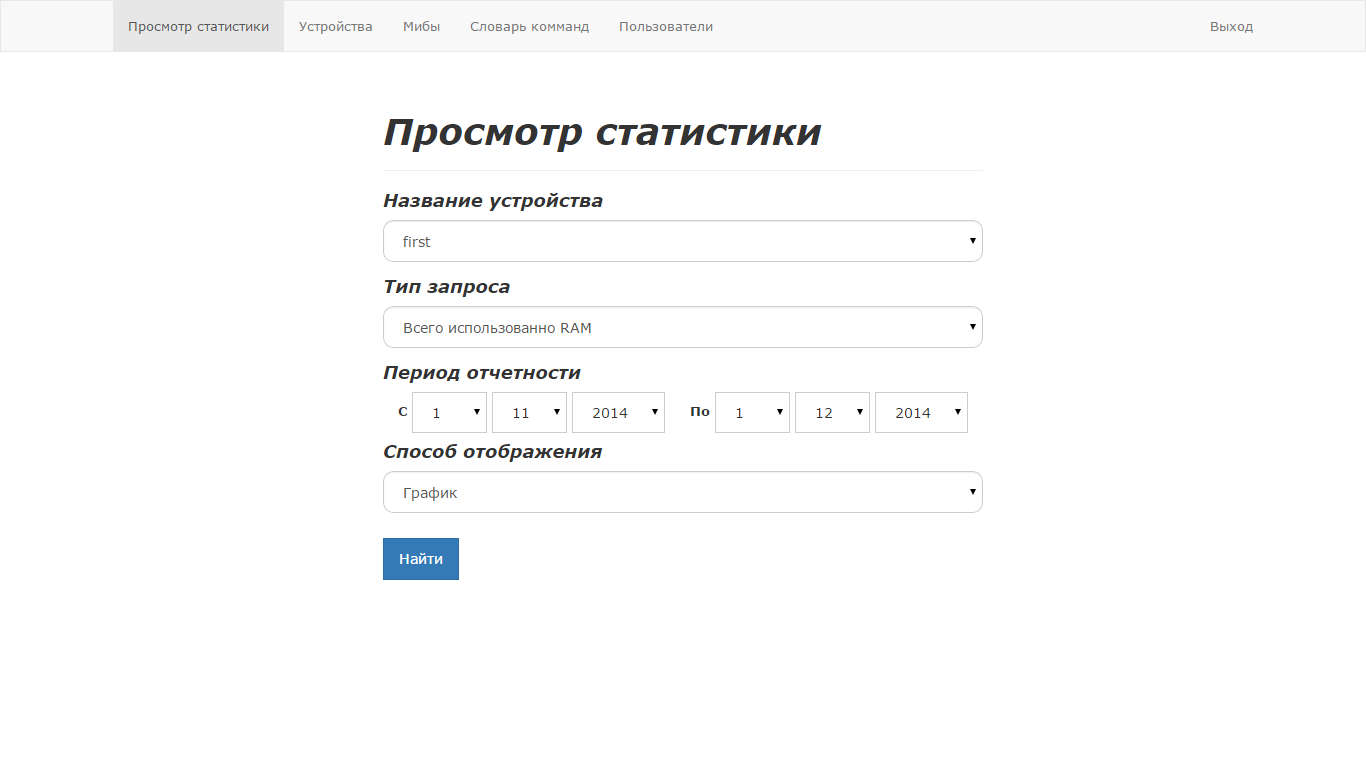 Просмотр статистики Устройства Мибы Словарь комманд Пользователи Выход
Просмотр статистики
Название устройства
first
Тип запроса
Всего использованно RAM
Период отчетности
С 1 11 2014 По 1 12 2014
Способ отображения
График
Найти